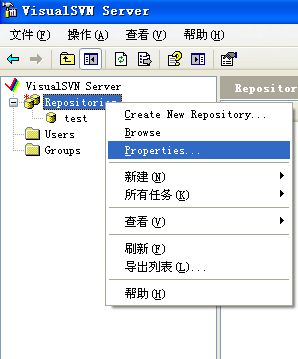 VisualSVN Server
文件(F) 操作(A) 查看(V) 帮助(H)
VisualSVN Server
Repositories
test
Users
Groups
Repositor
Create New Repository...
Browse
Properties...
新建(N)
所有任务(K)
查看(V)
刷新(F)
导出列表(L)...
帮助(H)